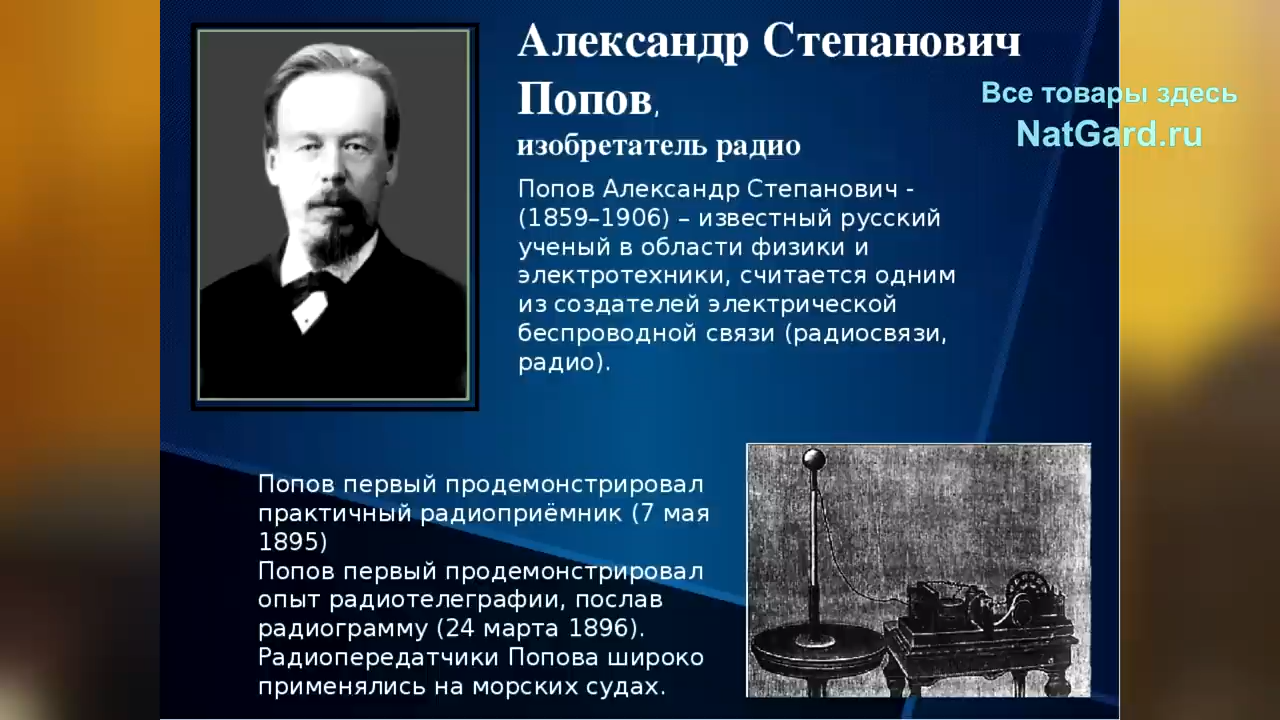 Александр Степанович
Попов,
изобретатель радио
Все товары здесь
NatGard.ru
Попов Александр Степанович -
(1859–1906) – известный русский
ученый в области физики и
электротехники, считается одним
из создателей электрической
беспроводной связи (радиосвязи,
радио).
Попов первый продемонстрировал
практичный радиоприёмник (7 мая
1895)
Попов первый продемонстрировал
опыт радиотелеграфии, послав
радиограмму (24 марта 1896).
Радиопередатчики Попова широко
применялись на морских судах.